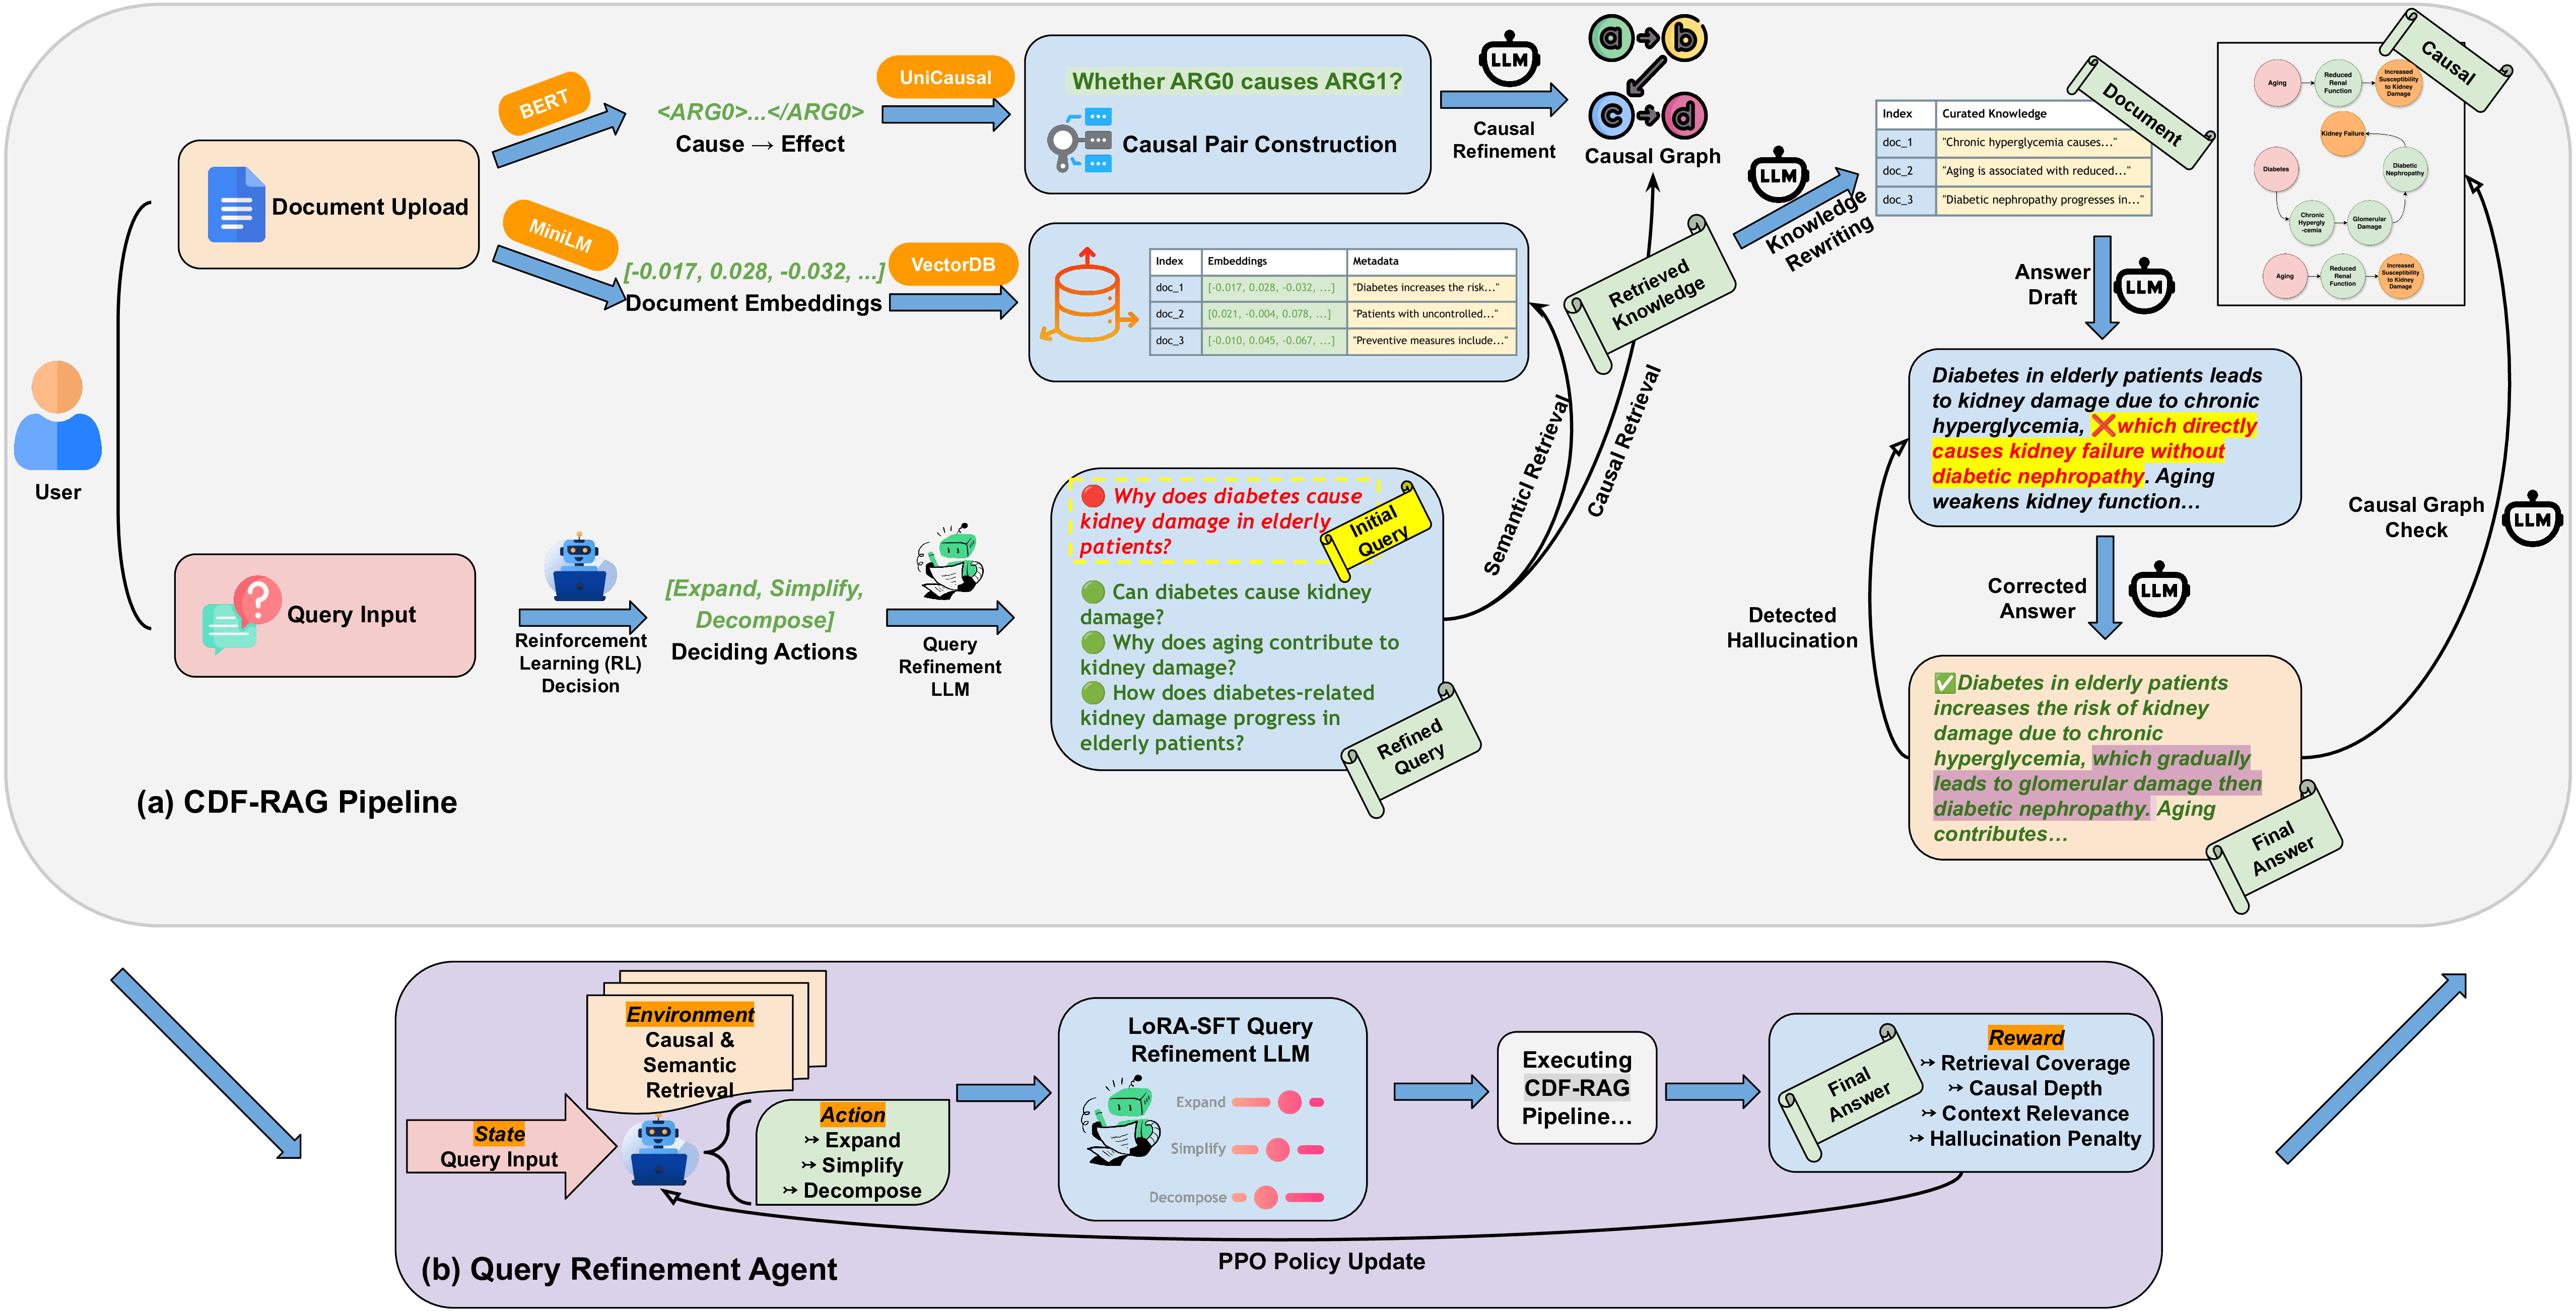 User
Document Upload
BERT
<ARG0>...</ARG0>
Cause → Effect
UniCausal
Whether ARG0 causes ARG1?
Causal Pair Construction
LLM
Causal
Refinement
a
b
c
d
Causal Graph
MiniLM
[-0.017, 0.028, -0.032, ...]
Document Embeddings
VectorDB
Index Embeddings Metadata
doc_1 [-0.017, 0.028, -0.032, ...] "Diabetes increases the risk..."
doc_2 [0.021, -0.004, 0.078, ...] "Patients with uncontrolled..."
doc_3 [-0.010, 0.045, -0.067, ...] "Preventive measures include..."
Query Input
Reinforcement
Learning (RL)
Decision
[Expand, Simplify,
Decompose]
Deciding Actions
Query
Refinement
LLM
🔴 Why does diabetes cause
kidney damage in elderly
patients?
Initial
Query
🟢 Can diabetes cause kidney
damage?
🟢 Why does aging contribute to
kidney damage?
🟢 How does diabetes-related
kidney damage progress in
elderly patients?
Refined
Query
Semanticl Retrieval
Causal Retrieval
Retrieved
Knowledge
LLM
Knowledge
Rewriting
Index Curated Knowledge
doc_1 "Chronic hyperglycemia causes..."
doc_2 "Aging is associated with reduced..."
doc_3 "Diabetic nephropathy progresses in..."
Document
Causal
Aging
Reduced
Renal
Function
Increased
Susceptibility
to Kidney
Damage
Kidney Failure
Diabetes
Diabetic
Nephropathy
Chronic
Hypergly
-cemia
Glomerular
Damage
Aging
Reduced
Renal
Function
Increased
Susceptibility
to Kidney
Damage
Answer
Draft
LLM
Diabetes in elderly patients leads
to kidney damage due to chronic
hyperglycemia, ❌which directly
causes kidney failure without
diabetic nephropathy. Aging
weakens kidney function...
Corrected
Answer
LLM
Detected
Hallucination
Causal Graph
Check
LLM
✅Diabetes in elderly patients
increases the risk of kidney
damage due to chronic
hyperglycemia, which gradually
leads to glomerular damage then
diabetic nephropathy. Aging
contributes...
Final
Answer
(a) CDF-RAG Pipeline
State
Query Input
Environment
Causal &
Semantic
Retrieval
Action
↣ Expand
↣ Simplify
↣ Decompose
LoRA-SFT Query
Refinement LLM
Expand
Simplify
Decompose
Executing
CDF-RAG
Pipeline...
Final
Answer
Reward
↣ Retrieval Coverage
↣ Causal Depth
↣ Context Relevance
↣ Hallucination Penalty
PPO Policy Update
(b) Query Refinement Agent